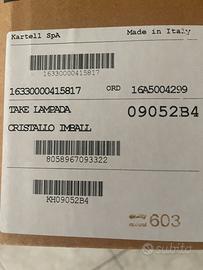 Kartell SpA Made in Italy
16330000415817
16330000415817 ORD 16A5004299
TAKE LAMPADA 09052B4
CRISTALLO IMBALL
8058967093322
KH09052B4
603
subito